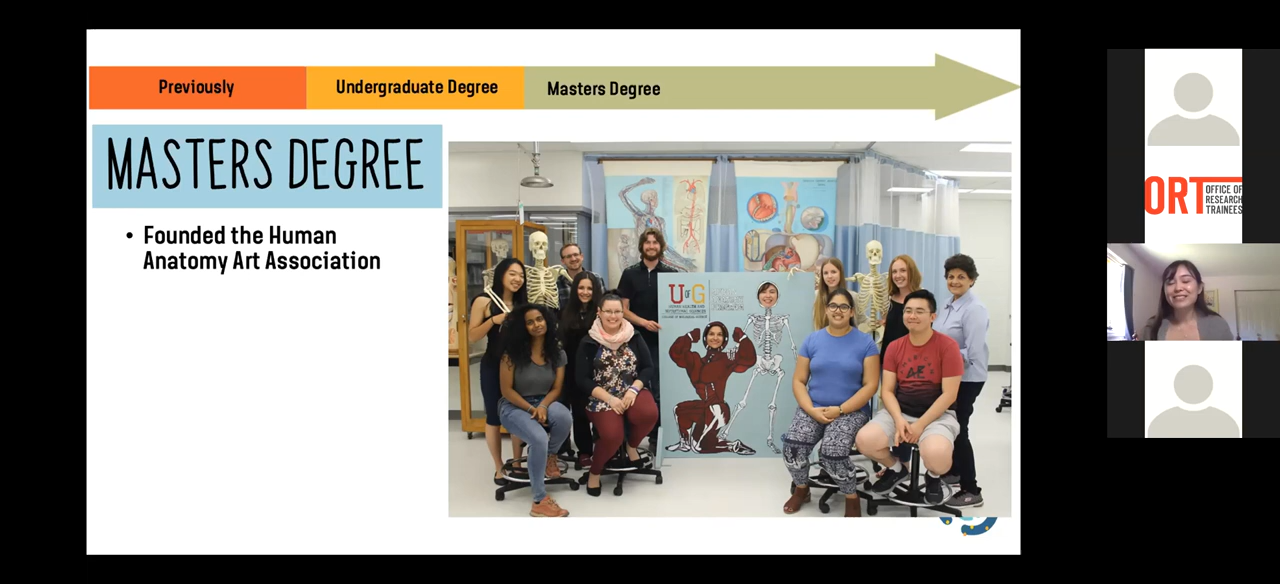 Previously
Undergraduate Degree
Masters Degree
MASTERS DEGREE
• Founded the Human
Anatomy Art Association
UofG
ORT
OFFICE OF
RESEARCH
TRAINEES